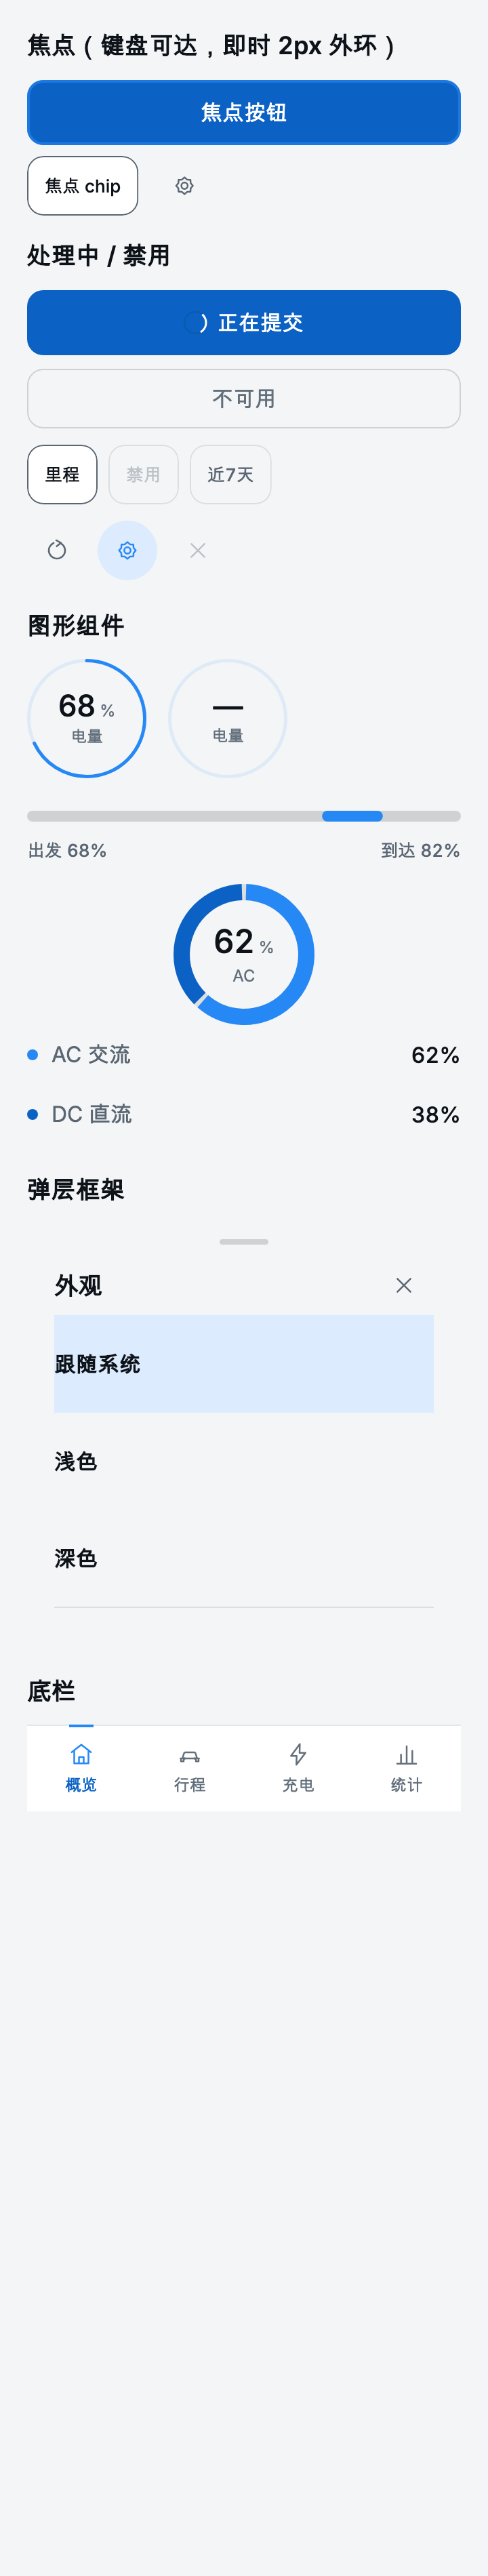 焦点（键盘可达，即时 2px 外环）
焦点按钮
焦点 chip
处理中 / 禁用
正在提交
不可用
里程 禁用 近7天
图形组件
68 % —
电量 电量
出发 68% 到达 82%
62 %
AC
AC 交流 62%
DC 直流 38%
弹层框架
外观
跟随系统
浅色
深色
底栏
概览 行程 充电 统计